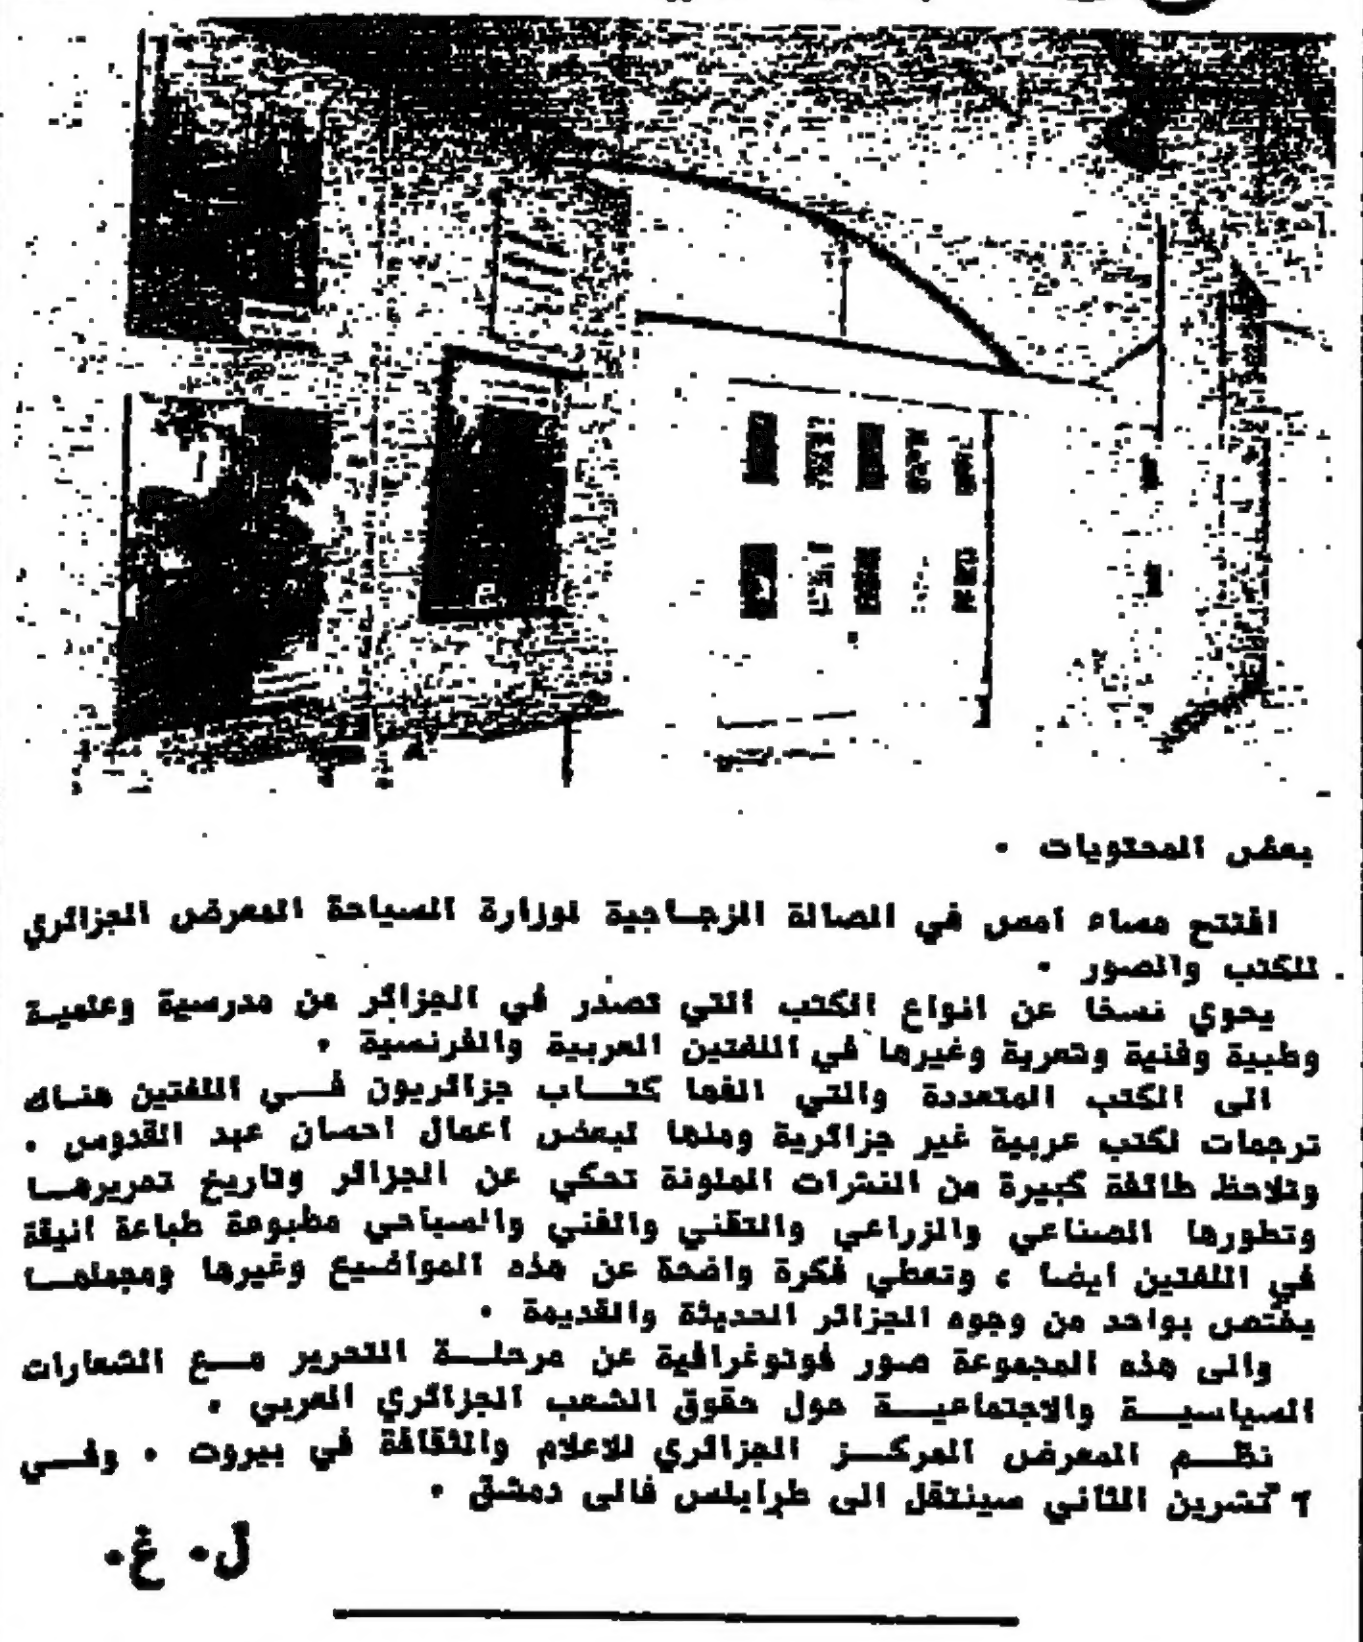 بعض المحتويات .
افتتح مساء امس في الصالة الزجاجية لوزارة السياحة المعرض الجزائري
للكتب والصور .
يحوي نسخا عن انواع الكتب التي تصدر في الجزائر من مدرسية وعلمية
وطبية وفنية وشعرية وغيرها في اللغتين العربية والفرنسية .
الى الكتب المتعددة والتي الفها كتاب جزائريون في اللغتين هناك
ترجمات لكتب عربية غير جزائرية ومنها لبعض اعمال احسان عبد القدوس .
وتلاحظ طائفة كبيرة من النشرات الملونة تحكي عن الجزائر وتاريخ تحريرها
وتطورها الصناعي والزراعي والتقني والفني والسياحي مطبوعة طباعة انيقة
في اللغتين ايضا ، وتعطي فكرة واضحة عن هذه المواضيع وغيرها ومجملها
يختص بواحد من وجوه الجزائر الحديثة والقديمة .
والى هذه المجموعة صور فوتوغرافية عن مرحلة التحرير مع الشعارات
السياسية والاجتماعية حول حقوق الشعب الجزائري العربي .
نظم المعرض المركز الجزائري للاعلام والثقافة في بيروت . وفي
٢ تشرين الثاني سينتقل الى طرابلس فالى دمشق .
ل. غ.